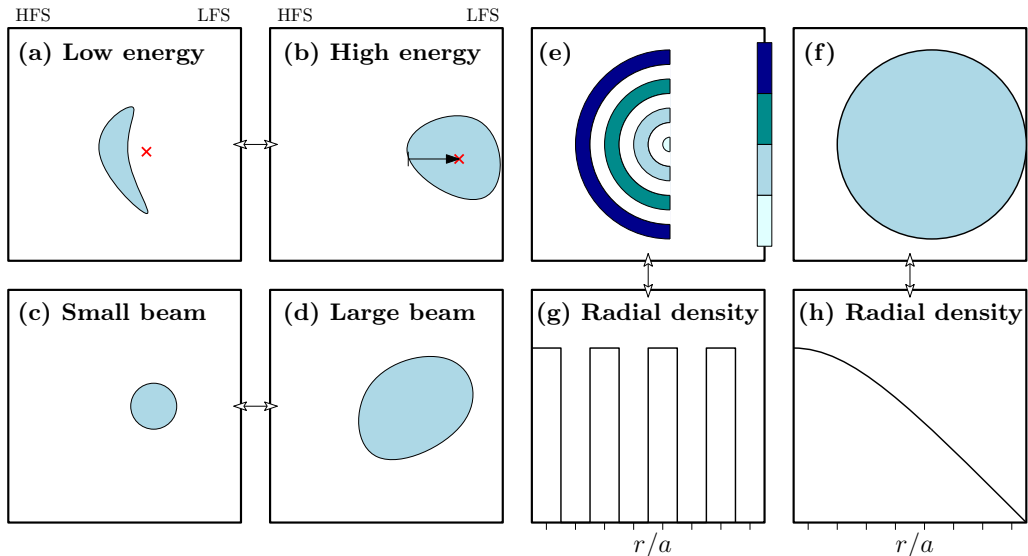 HFS LFS HFS LFS
(a) Low energy (b) High energy (e) (f)
(c) Small beam (d) Large beam (g) Radial density (h) Radial density
r/a r/a